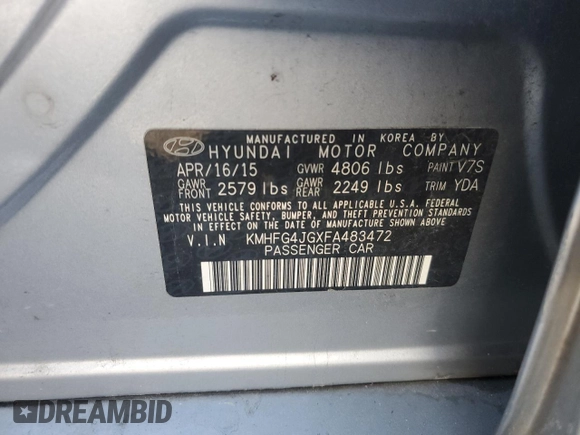 MANUFACTURED IN KOREA BY
HYUNDAI MOTOR COMPANY
APR/16/15 GVWR 4806 lbs PAINT V7S
GAWR FRONT 2579 lbs GAWR REAR 2249 lbs TRIM YDA
THIS VEHICLE CONFORMS TO ALL APPLICABLE U.S.A. FEDERAL
MOTOR VEHICLE SAFETY, BUMPER, AND THEFT PREVENTION STANDARDS
IN EFFECT ON THE DATE OF MANUFACTURE SHOWN ABOVE.
V.I.N KMHFG4JGXFA483472
PASSENGER CAR
DREAMBID